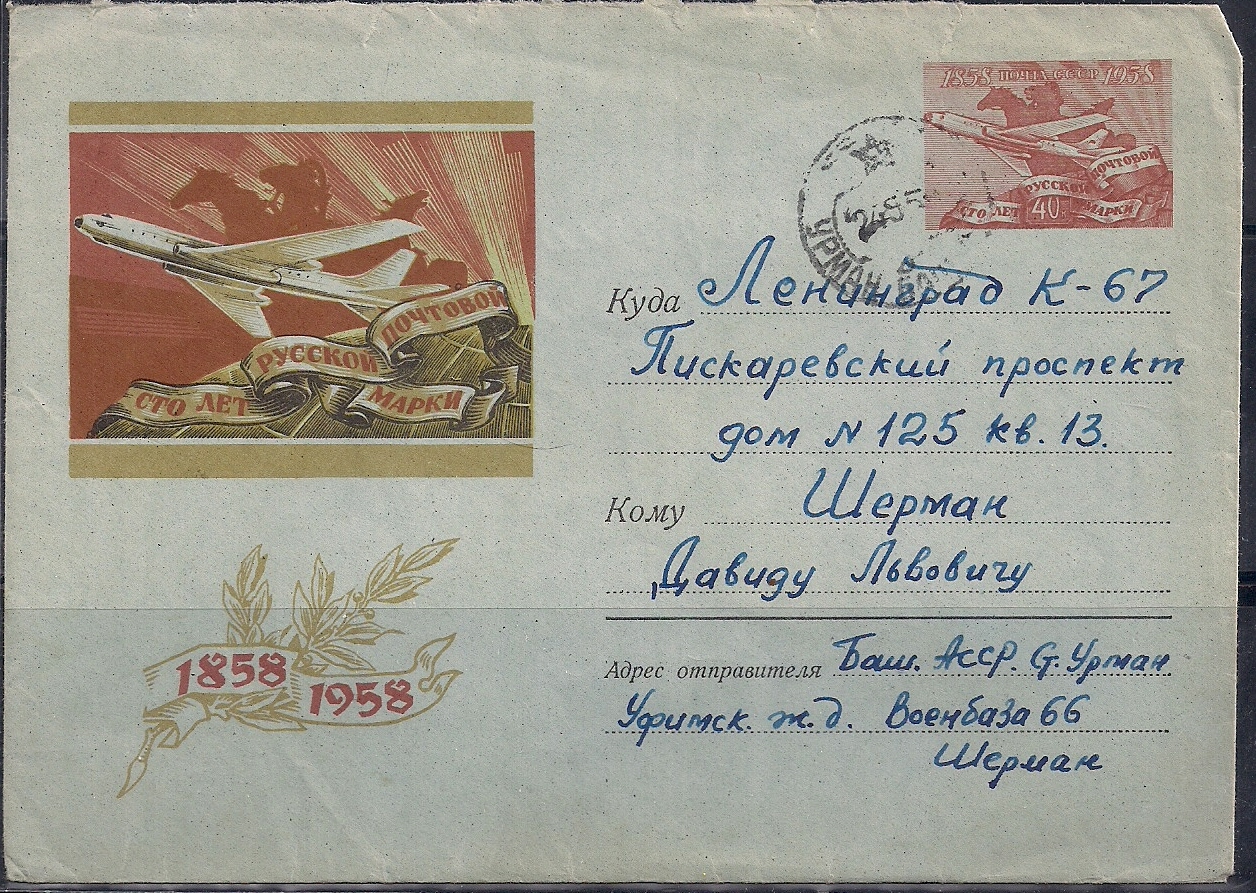 1858 ПОЧТА СССР 1958
СТО ЛЕТ РУССКОЙ ПОЧТОВОЙ МАРКИ
40
УРМАН
СТО ЛЕТ РУССКОЙ ПОЧТОВОЙ МАРКИ
Куда Ленинград К-67
Пискаревский проспект
дом N 125 кв. 13.
Кому Шерман
Давиду Львовичу
1858
1958
Адрес отправителя Баш. АССР. Ст. Урман
Уфимск. ж.д. Военбаза 66
Шерман